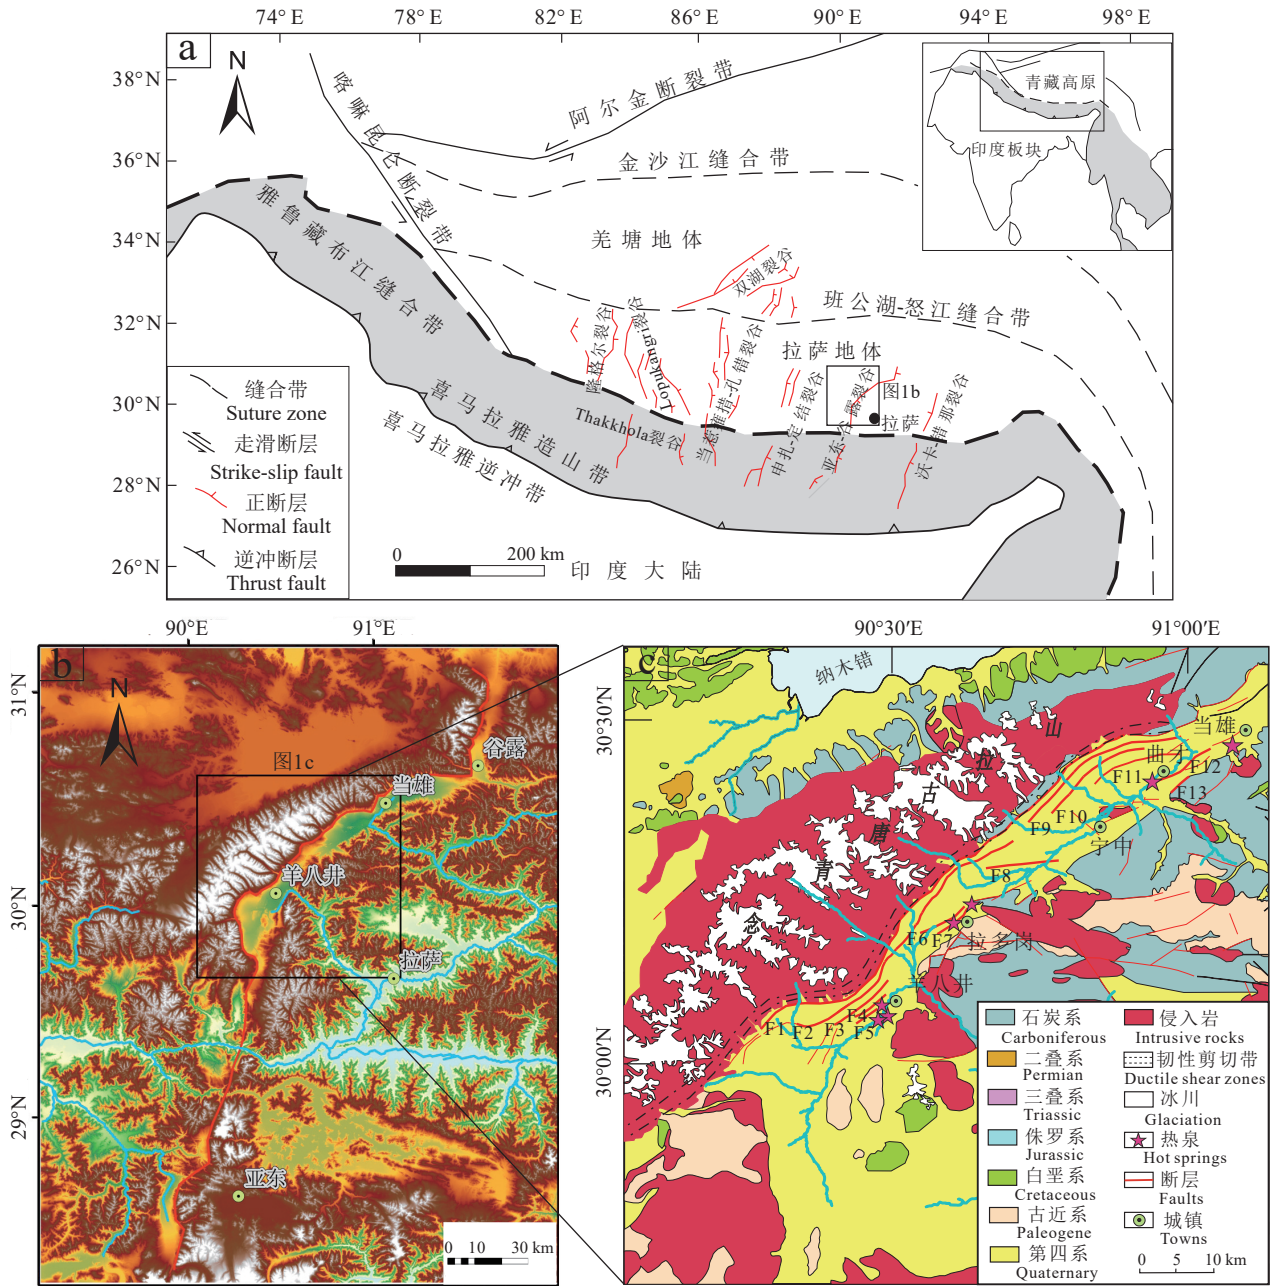 74°E 78°E 82°E 86°E 90°E 94°E 98°E
a
N
38°N
36°N
34°N
32°N
30°N
28°N
26°N
喀喇昆仑断裂带
阿尔金断裂带
金沙江缝合带
羌塘地体
双湖裂谷
班公湖-怒江缝合带
雅鲁藏布江缝合带
隆格尔裂谷
Lopukangri裂谷
当惹雍措-扎错裂谷
拉萨地体
申扎-定结裂谷
亚东-谷露裂谷
图1b
拉萨
沃卡-错那裂谷
Thakkhola裂谷
喜马拉雅造山带
喜马拉雅逆冲带
印度大陆
0 200 km
青藏高原
印度板块
缝合带
Suture zone
走滑断层
Strike-slip fault
正断层
Normal fault
逆冲断层
Thrust fault
90°E 91°E
b
N
31°N
30°N
29°N
图1c
谷露
当雄
羊八井
拉萨
亚东
0 10 30 km
90°30′E 91°00′E
c
30°30′N
30°00′N
纳木错
念青唐古拉山
当雄
曲才
宁中
拉多岗
羊八井
F1
F2
F3
F4
F5
F6
F7
F8
F9
F10
F11
F12
F13
石炭系
Carboniferous
二叠系
Permian
三叠系
Triassic
侏罗系
Jurassic
白垩系
Cretaceous
古近系
Paleogene
第四系
Quaternary
侵入岩
Intrusive rocks
韧性剪切带
Ductile shear zones
冰川
Glaciation
热泉
Hot springs
断层
Faults
城镇
Towns
0 5 10 km